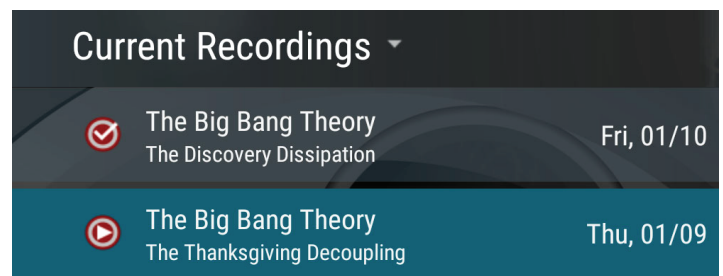 Current Recordings
The Big Bang Theory
The Discovery Dissipation
Fri, 01/10
The Big Bang Theory
The Thanksgiving Decoupling
Thu, 01/09